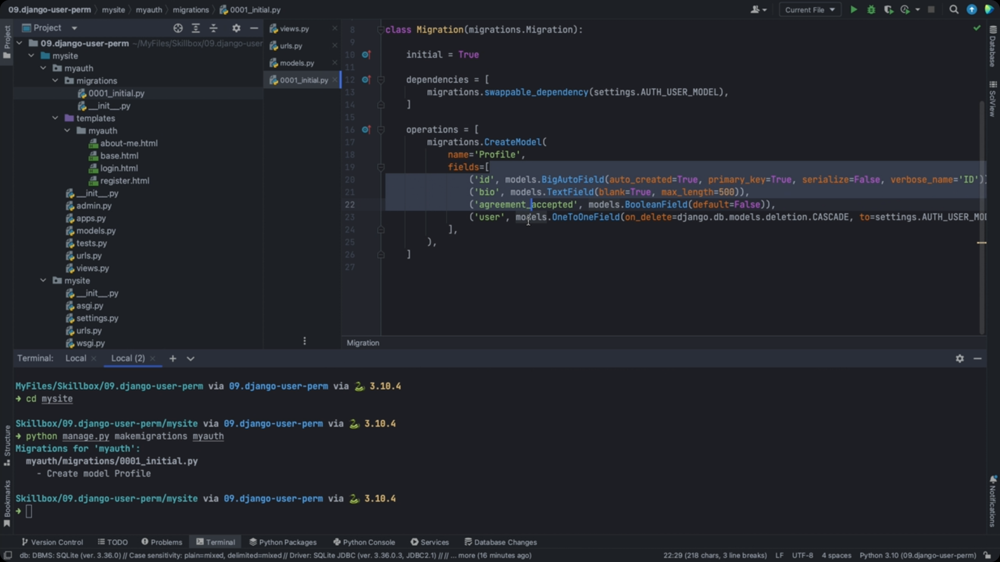 09.django-user-perm mysite myauth migrations 0001_initial.py
Current File
Project
09.django-user-perm ~/MyFiles/Skillbox/09.django-user
mysite
myauth
migrations
0001_initial.py
__init__.py
templates
myauth
about-me.html
base.html
login.html
register.html
__init__.py
admin.py
apps.py
models.py
tests.py
urls.py
views.py
mysite
__init__.py
asgi.py
settings.py
urls.py
wsgi.py
views.py
urls.py
models.py
0001_initial.py
8 class Migration(migrations.Migration):
9
10 initial = True
11
12 dependencies = [
13 migrations.swappable_dependency(settings.AUTH_USER_MODEL),
14 ]
15
16 operations = [
17 migrations.CreateModel(
18 name='Profile',
19 fields=[
20 ('id', models.BigAutoField(auto_created=True, primary_key=True, serialize=False, verbose_name='ID')
21 ('bio', models.TextField(blank=True, max_length=500)),
22 ('agreement_accepted', models.BooleanField(default=False)),
23 ('user', models.OneToOneField(on_delete=django.db.models.deletion.CASCADE, to=settings.AUTH_USER_MOD
24 ],
25 ),
26 ]
27
Migration
Project
Structure
Bookmarks
Database
SciView
Notifications
Terminal: Local Local (2)
MyFiles/Skillbox/09.django-user-perm via 09.django-user-perm via 3.10.4
→ cd mysite
Skillbox/09.django-user-perm/mysite via 09.django-user-perm via 3.10.4
→ python manage.py makemigrations myauth
Migrations for 'myauth':
myauth/migrations/0001_initial.py
- Create model Profile
Skillbox/09.django-user-perm/mysite via 09.django-user-perm via 3.10.4
→
Version Control TODO Problems Terminal Python Packages Python Console Services Database Changes
db: DBMS: SQLite (ver. 3.36.0) // Case sensitivity: plain=mixed, delimited=mixed // Driver: SQLite JDBC (ver. 3.36.0.3, JDBC2.1) // // ... more (16 minutes ago) 22:29 (218 chars, 3 line breaks) LF UTF-8 4 spaces Python 3.10 (09.django-user-perm)